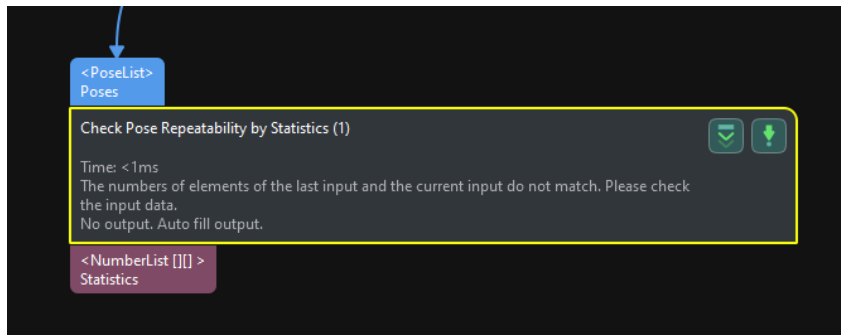 <PoseList>
Poses
Check Pose Repeatability by Statistics (1)
Time: <1ms
The numbers of elements of the last input and the current input do not match. Please check
the input data.
No output. Auto fill output.
<NumberList [][] >
Statistics